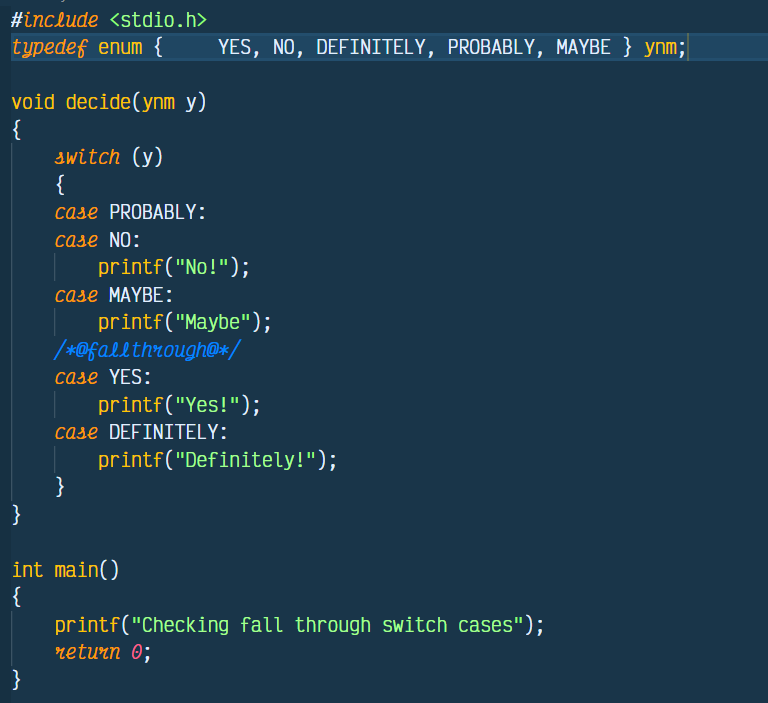 #include <stdio.h>
typedef enum {     YES, NO, DEFINITELY, PROBABLY, MAYBE } ynm;
void decide(ynm y)
{
    switch (y)
    {
    case PROBABLY:
    case NO:
        printf("No!");
    case MAYBE:
        printf("Maybe");
    /*@fallthrough@*/
    case YES:
        printf("Yes!");
    case DEFINITELY:
        printf("Definitely!");
    }
}
int main()
{
    printf("Checking fall through switch cases");
    return 0;
}